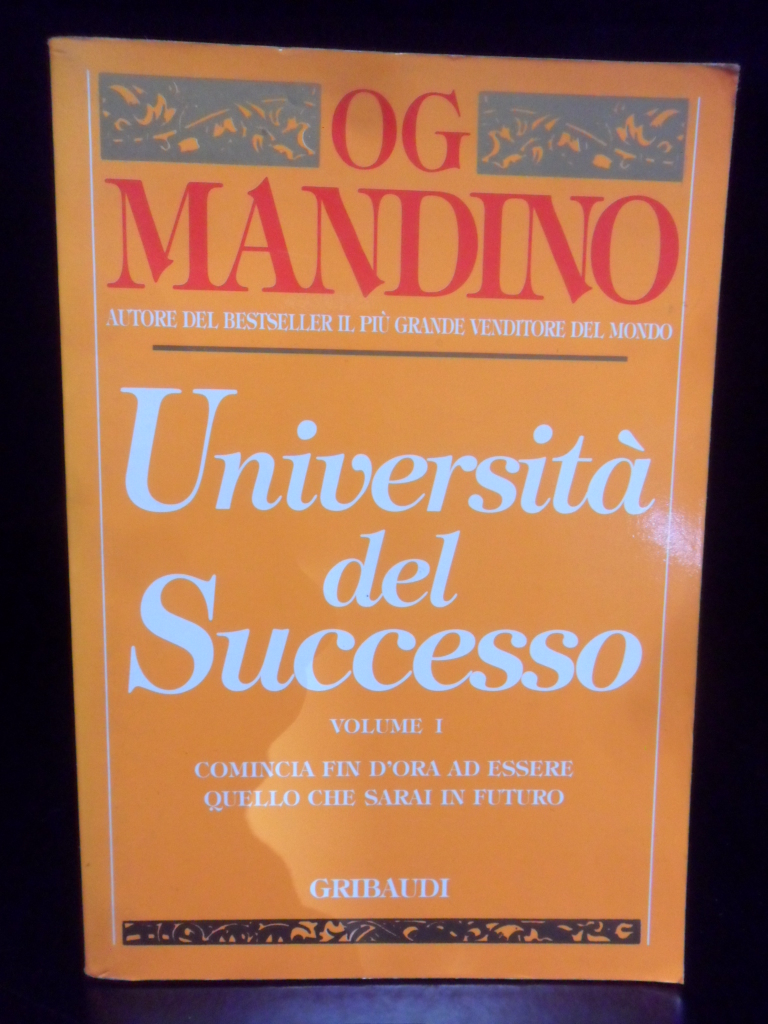 OG
MANDINO
AUTORE DEL BESTSELLER IL PIÙ GRANDE VENDITORE DEL MONDO
Università
del
Successo
VOLUME I
COMINCIA FIN D'ORA AD ESSERE
QUELLO CHE SARAI IN FUTURO
GRIBAUDI